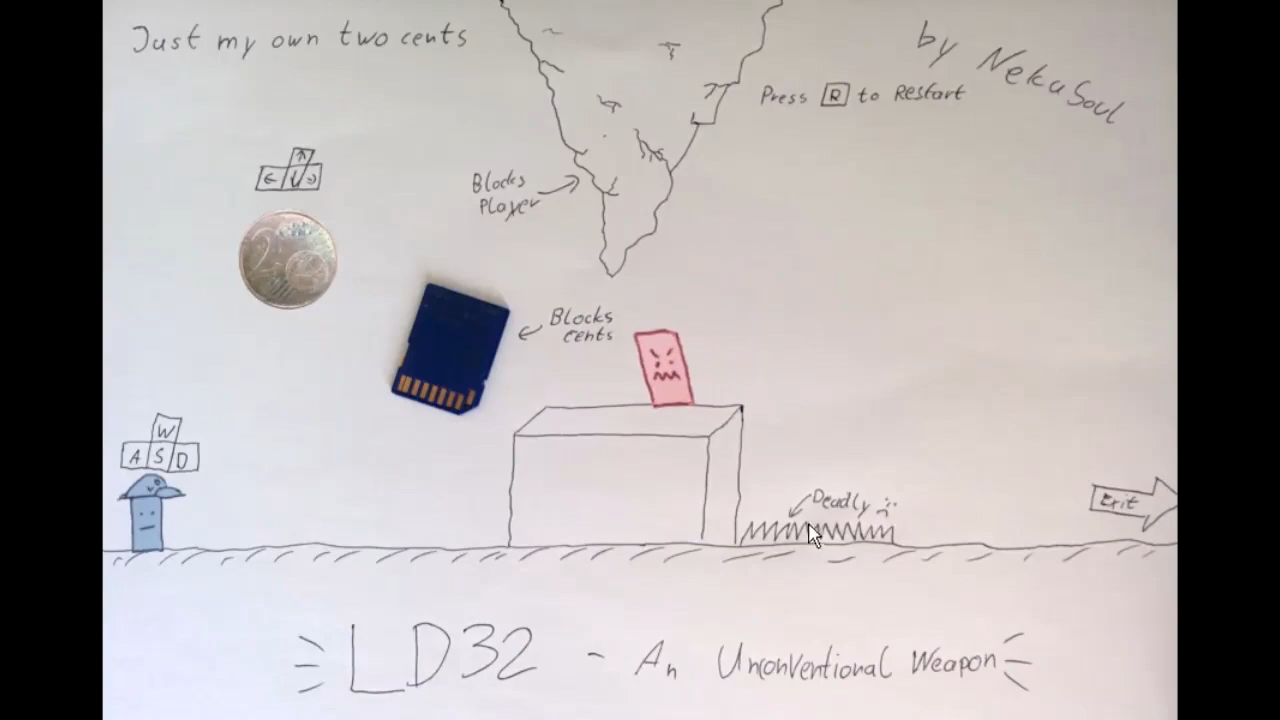 Just my own two cents
by NekuSoul
Press R to Restart
Blocks
Player
2
Blocks
cents
W
A S D
Deadly :(
Exit
LD32 - An Unconventional Weapon